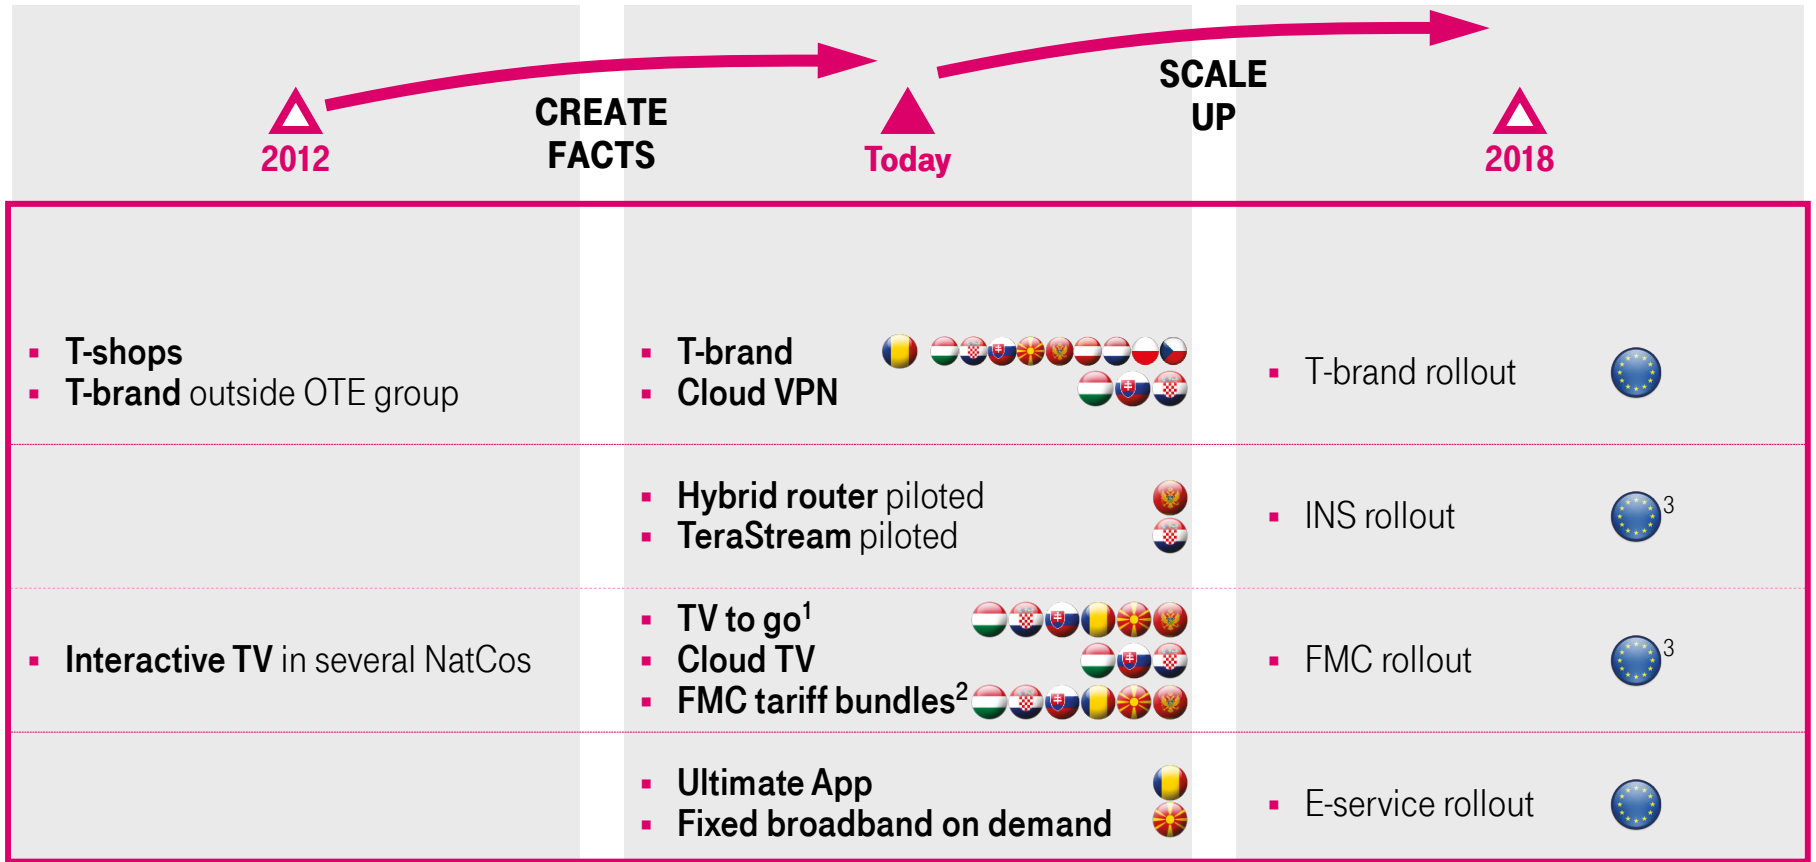 CREATE
FACTS
SCALE
UP
2012
Today
2018
▪ T-shops
▪ T-brand outside OTE group
▪ T-brand
▪ Cloud VPN
▪ T-brand rollout
▪ Hybrid router piloted
▪ TeraStream piloted
▪ INS rollout 3
▪ Interactive TV in several NatCos
▪ TV to go1
▪ Cloud TV
▪ FMC tariff bundles2
▪ FMC rollout 3
▪ Ultimate App
▪ Fixed broadband on demand
▪ E-service rollout